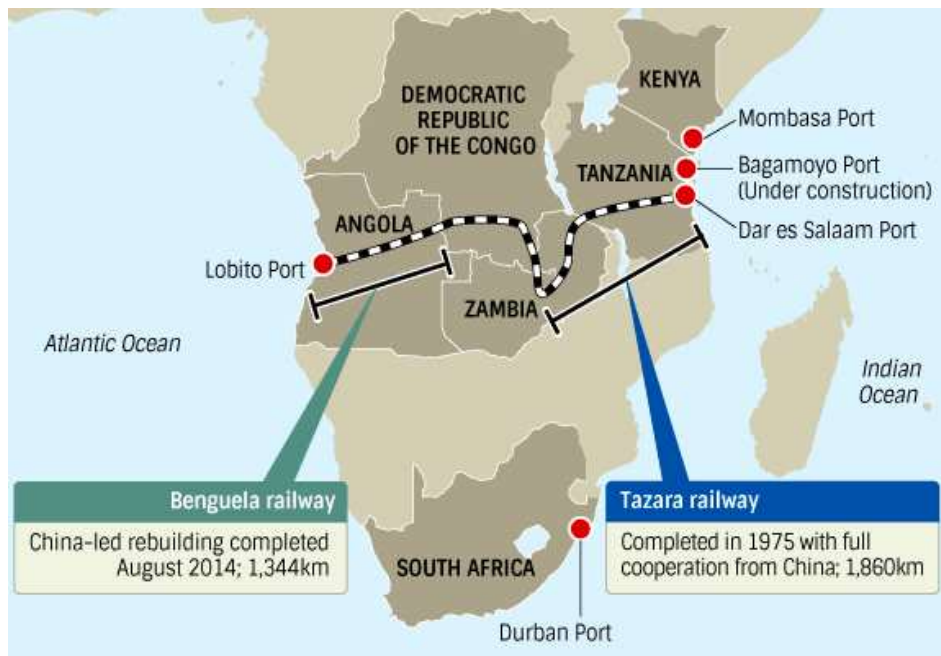 KENYA
DEMOCRATIC
REPUBLIC
OF THE CONGO
Mombasa Port
TANZANIA
Bagamoyo Port
(Under construction)
ANGOLA
Dar es Salaam Port
Lobito Port
ZAMBIA
Atlantic Ocean
Indian
Ocean
Benguela railway
China-led rebuilding completed
August 2014; 1,344km
Tazara railway
Completed in 1975 with full
cooperation from China; 1,860km
SOUTH AFRICA
Durban Port